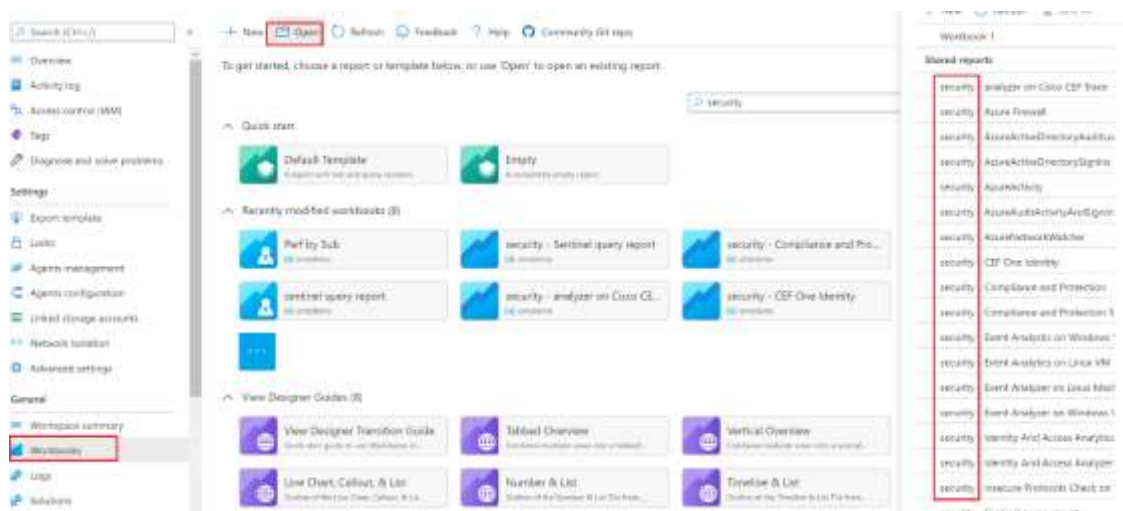 Search (Ctrl+/)
Overview
Activity log
Access control (IAM)
Tags
Diagnose and solve problems
Settings
Export template
Locks
Agents management
Agents configuration
Linked storage accounts
Network Isolation
Advanced settings
General
Workspace summary
Workbooks
Logs
Solutions
New Open Refresh Feedback ? Help Community Git repo
To get started, choose a report or template below, or use 'Open' to open an existing report.
security
Quick start
Default Template
Empty
A completely empty report.
Recently modified workbooks (8)
Perf by Sub
security - Sentinel query report
security - Compliance and Pro...
sentinel query report
security - analyzer on Cisco CE...
security - CEF One Identity
...
View Designer Guides (6)
View Designer Transition Guide
Tabbed Overview
Vertical Overview
Line Chart, Callout, & List
Number & List
Timeline & List
Workbook 1
Shared reports
security analyzer on Cisco CEF Trace
security Azure Firewall
security AzureActiveDirectoryAuditLo
security AzureActiveDirectorySignins
security AzureActivity
security AzureAuditActivityAndSignin
security AzureNetworkWatcher
security CEF One Identity
security Compliance and Protection
security Compliance and Protection
security Event Analytics on Windows
security Event Analytics on Linux VM
security Event Analyzer on Linux Mach
security Event Analyzer on Windows
security Identity And Access Analytics
security Identity And Access Analyzer
security Insecure Protocols Check on